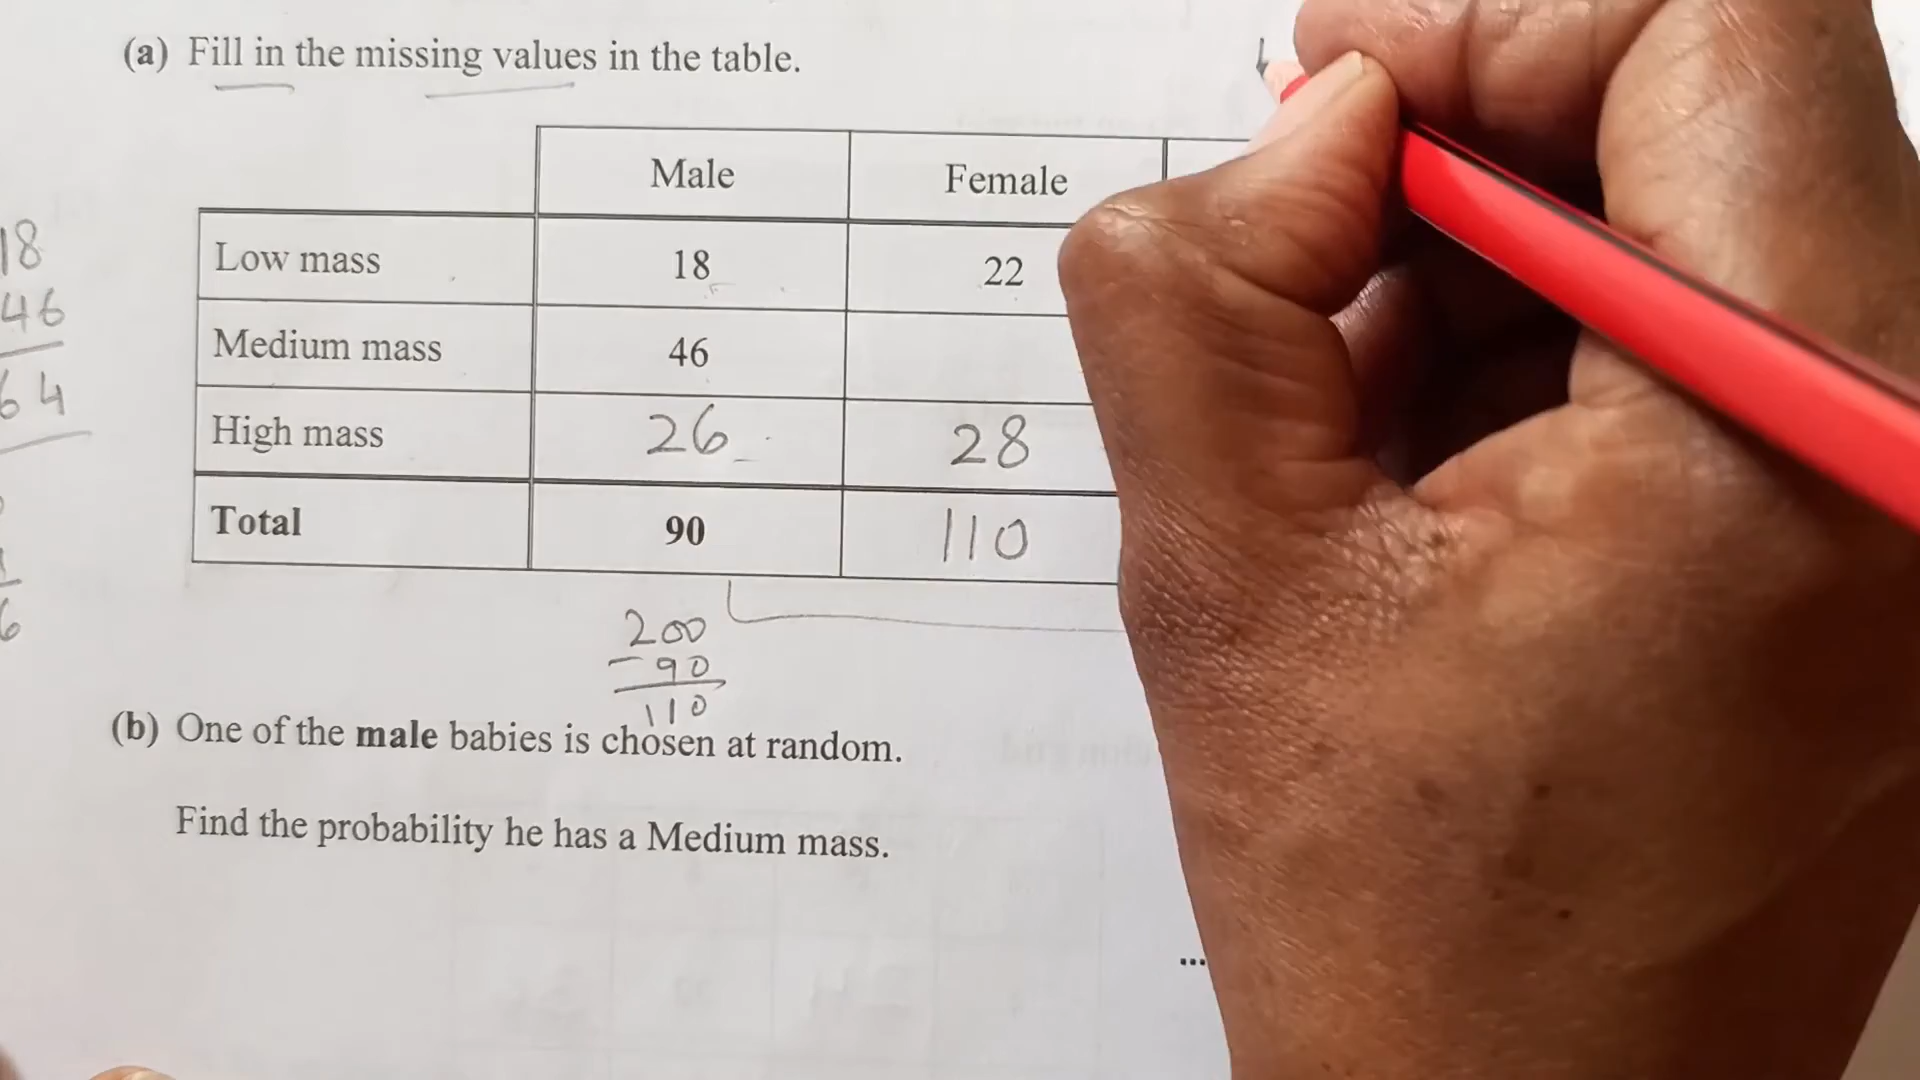 (a) Fill in the missing values in the table.
Male Female
Low mass 18 22
Medium mass 46
High mass 26 28
Total 90 110
18
46
64
6
200
- 90
110
(b) One of the male babies is chosen at random.
Find the probability he has a Medium mass.
...